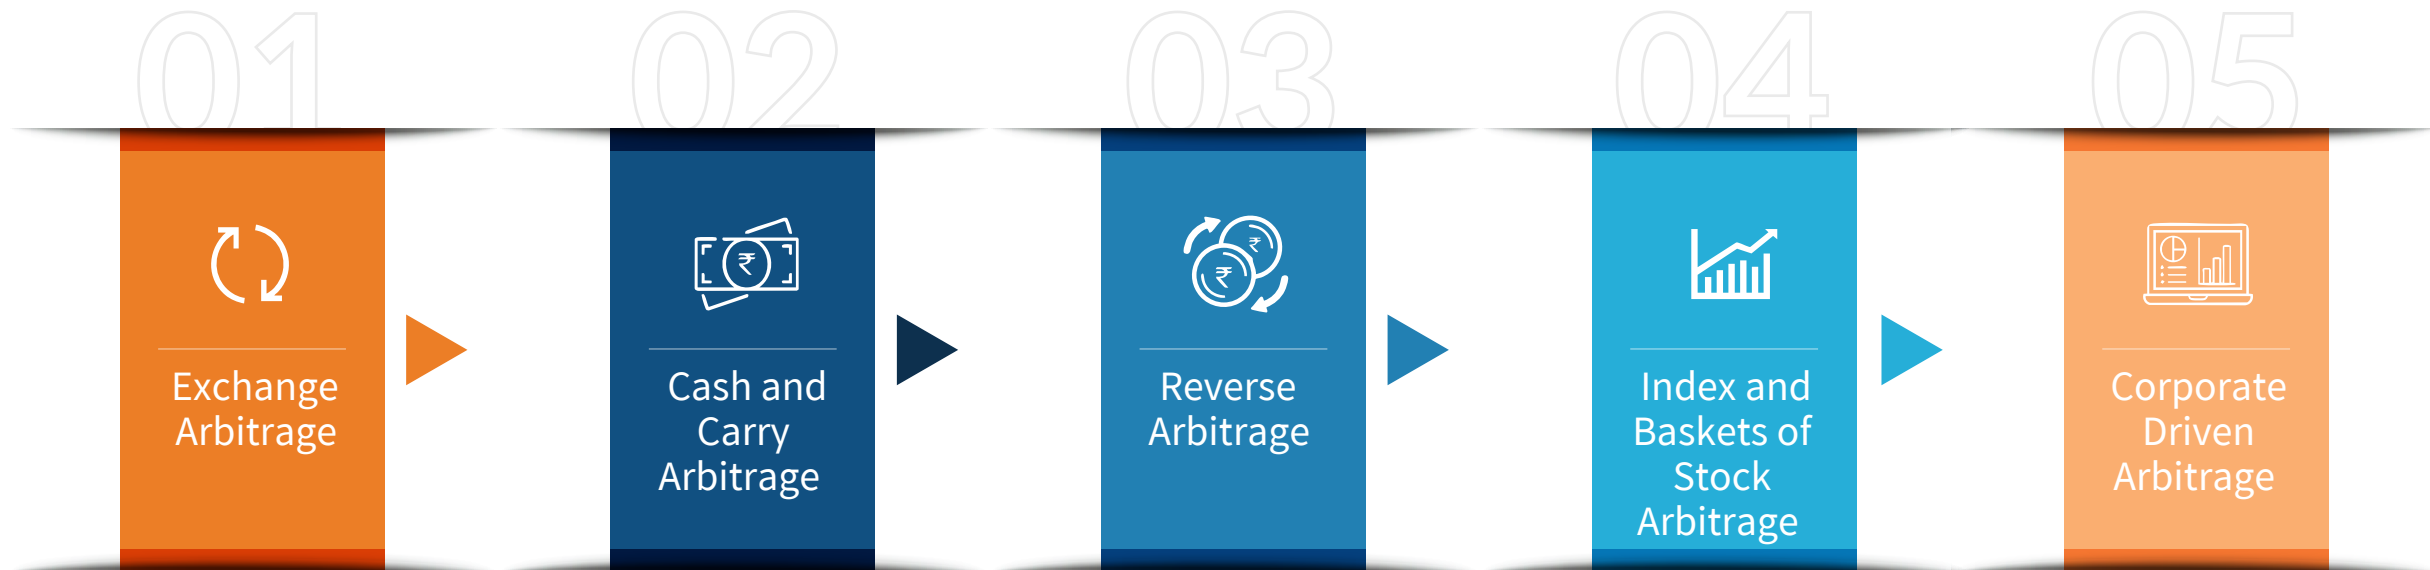 01
02
03
04
05
₹
₹
₹
Exchange
Arbitrage
Cash and
Carry
Arbitrage
Reverse
Arbitrage
Index and
Baskets of
Stock
Arbitrage
Corporate
Driven
Arbitrage